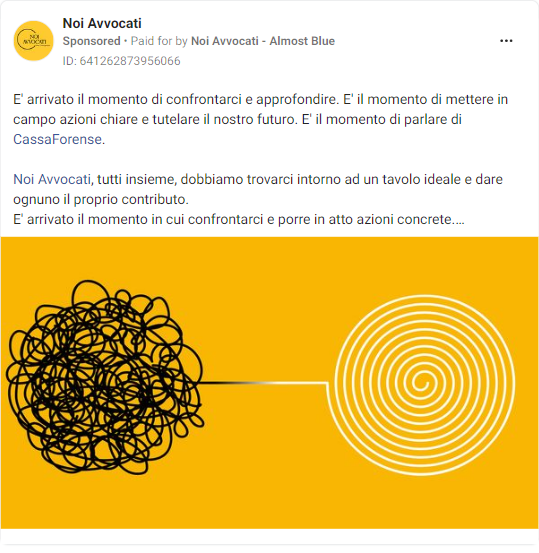 Noi Avvocati
Sponsored • Paid for by Noi Avvocati - Almost Blue
ID: 641262873956066
NOI
AVVOCATI
E' arrivato il momento di confrontarci e approfondire. E' il momento di mettere in
campo azioni chiare e tutelare il nostro futuro. E' il momento di parlare di
CassaForense.
Noi Avvocati, tutti insieme, dobbiamo trovarci intorno ad un tavolo ideale e dare
ognuno il proprio contributo.
E' arrivato il momento in cui confrontarci e porre in atto azioni concrete....